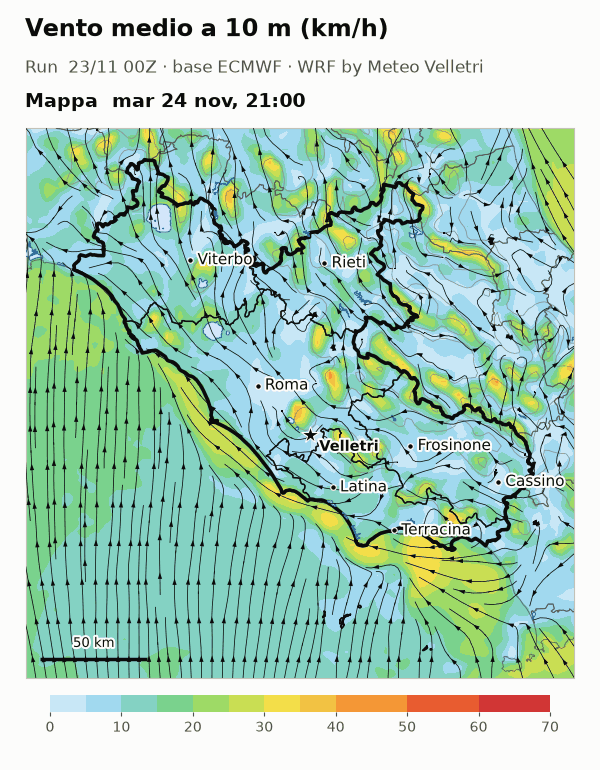 Vento medio a 10 m (km/h)
Run  23/11 00Z · base ECMWF · WRF by Meteo Velletri
Mappa  mar 24 nov, 21:00
Viterbo
Rieti
Roma
Velletri
Frosinone
Latina
Cassino
Terracina
50 km
0 10 20 30 40 50 60 70